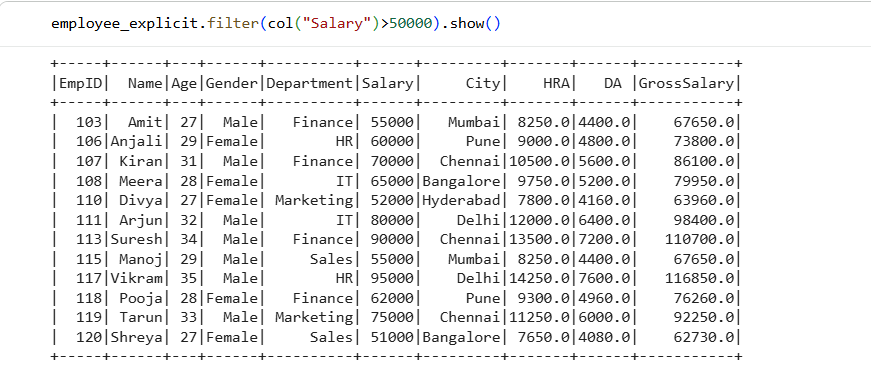 employee_explicit.filter(col("Salary")>50000).show()
+-----+------+---+------+----------+------+---------+-------+------+-----------+
|EmpID|  Name|Age|Gender|Department|Salary|     City|    HRA|   DA |GrossSalary|
+-----+------+---+------+----------+------+---------+-------+------+-----------+
|  103|  Amit| 27|  Male|   Finance| 55000|   Mumbai| 8250.0|4400.0|    67650.0|
|  106|Anjali| 29|Female|        HR| 60000|     Pune| 9000.0|4800.0|    73800.0|
|  107| Kiran| 31|  Male|   Finance| 70000|  Chennai|10500.0|5600.0|    86100.0|
|  108| Meera| 28|Female|        IT| 65000|Bangalore| 9750.0|5200.0|    79950.0|
|  110| Divya| 27|Female| Marketing| 52000|Hyderabad| 7800.0|4160.0|    63960.0|
|  111| Arjun| 32|  Male|        IT| 80000|    Delhi|12000.0|6400.0|    98400.0|
|  113|Suresh| 34|  Male|   Finance| 90000|  Chennai|13500.0|7200.0|   110700.0|
|  115| Manoj| 29|  Male|     Sales| 55000|   Mumbai| 8250.0|4400.0|    67650.0|
|  117|Vikram| 35|  Male|        HR| 95000|    Delhi|14250.0|7600.0|   116850.0|
|  118| Pooja| 28|Female|   Finance| 62000|     Pune| 9300.0|4960.0|    76260.0|
|  119| Tarun| 33|  Male| Marketing| 75000|  Chennai|11250.0|6000.0|    92250.0|
|  120|Shreya| 27|Female|     Sales| 51000|Bangalore| 7650.0|4080.0|    62730.0|
+-----+------+---+------+----------+------+---------+-------+------+-----------+